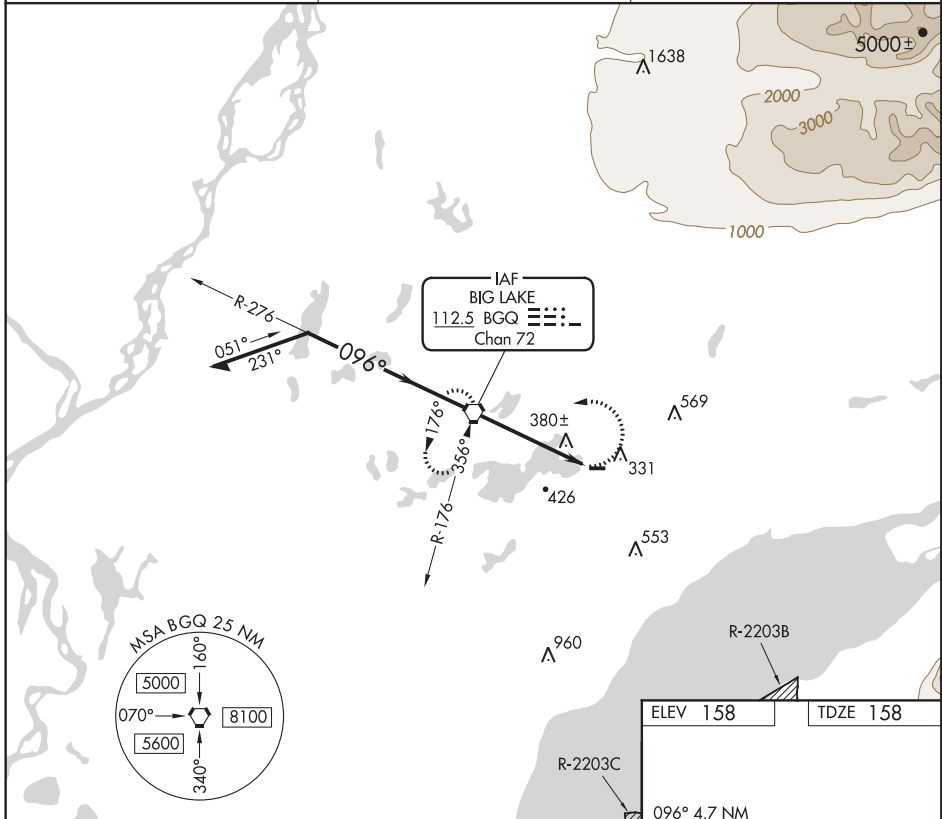 1638
5000±
2000
3000
1000
IAF
BIG LAKE
112.5 BGQ
Chan 72
R-276
051°
231°
096°
176°
356°
R-176
380±
569
331
426
553
960
MSA BGQ 25 NM
160°
5000
070°
8100
5600
340°
R-2203B
ELEV 158
TDZE 158
R-2203C
096° 4.7 NM